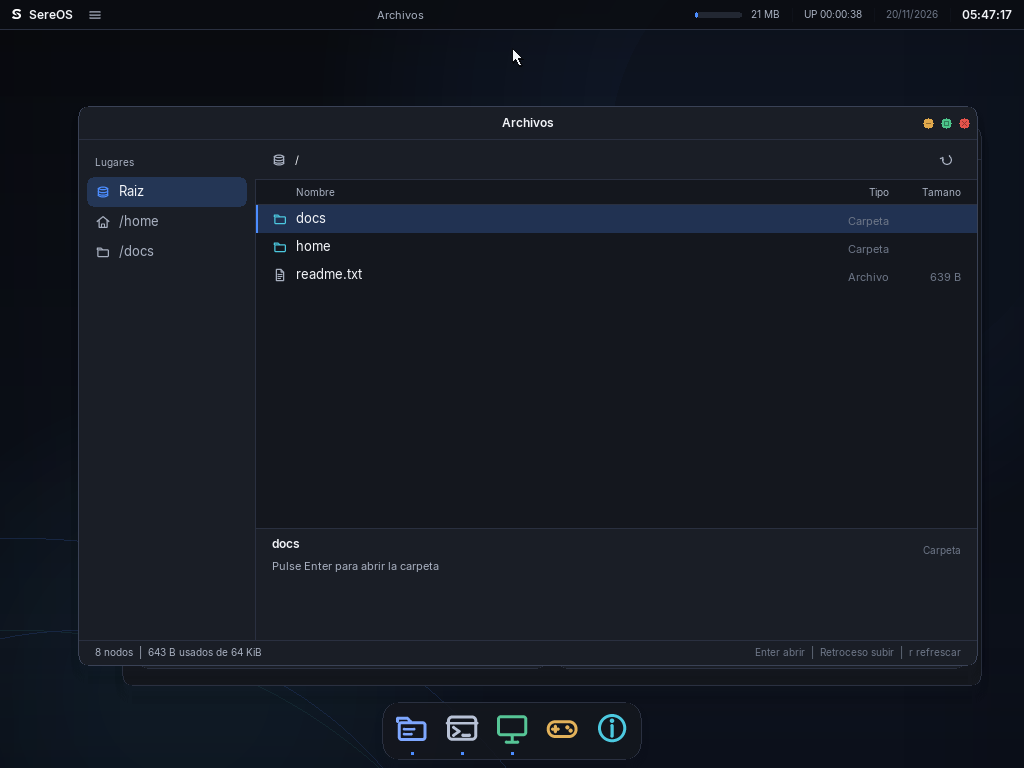 SereOS Archivos 21 MB UP 00:00:38 20/11/2026 05:47:17
Archivos
Lugares
/
Raiz
/home
/docs
Nombre Tipo Tamano
docs Carpeta
home Carpeta
readme.txt Archivo 639 B
docs Carpeta
Pulse Enter para abrir la carpeta
8 nodos | 643 B usados de 64 KiB Enter abrir | Retroceso subir | r refrescar